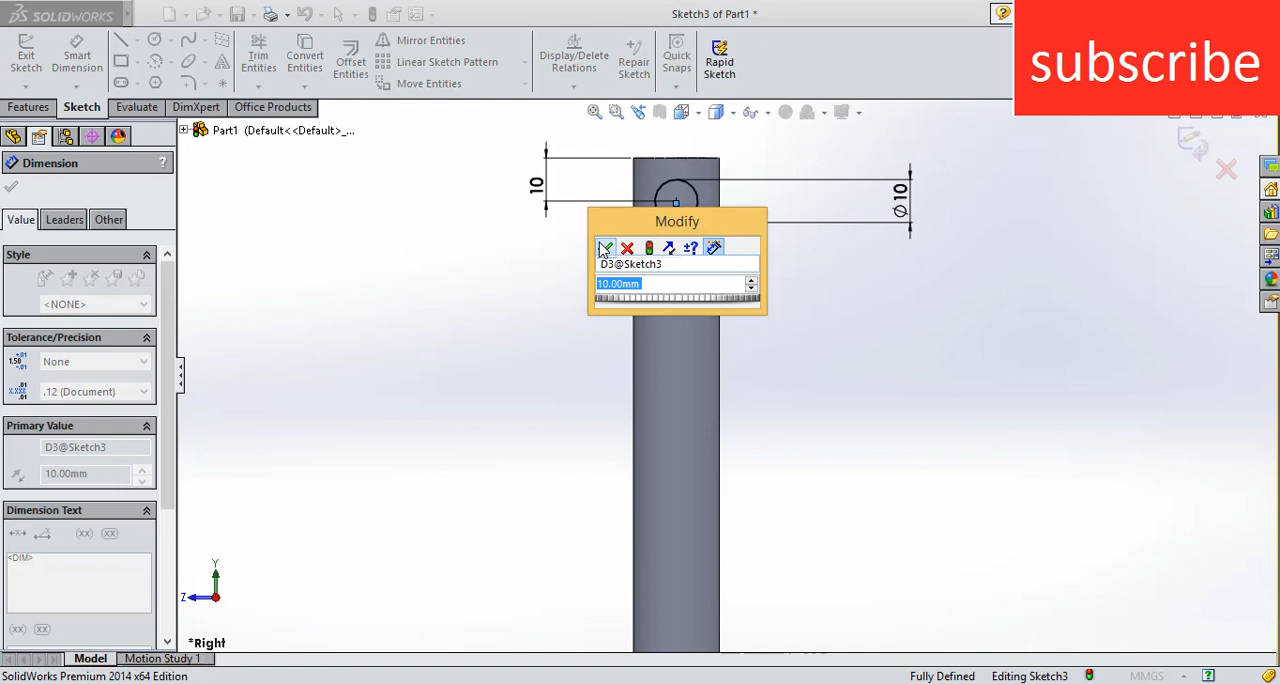 SOLIDWORKS
Sketch3 of Part1 *
subscribe
Exit Sketch
Smart Dimension
Trim Entities
Convert Entities
Offset Entities
Mirror Entities
Linear Sketch Pattern
Move Entities
Display/Delete Relations
Repair Sketch
Quick Snaps
Rapid Sketch
Features
Sketch
Evaluate
DimXpert
Office Products
Part1 (Default<<Default>_...
Dimension
?
Value
Leaders
Other
Style
<NONE>
Tolerance/Precision
None
.12 (Document)
Primary Value
D3@Sketch3
10.00mm
Dimension Text
<DIM>
10
Ø10
Modify
D3@Sketch3
10.00mm
Y
Z
*Right
Model
Motion Study 1
SolidWorks Premium 2014 x64 Edition
Fully Defined
Editing Sketch3
MMGS